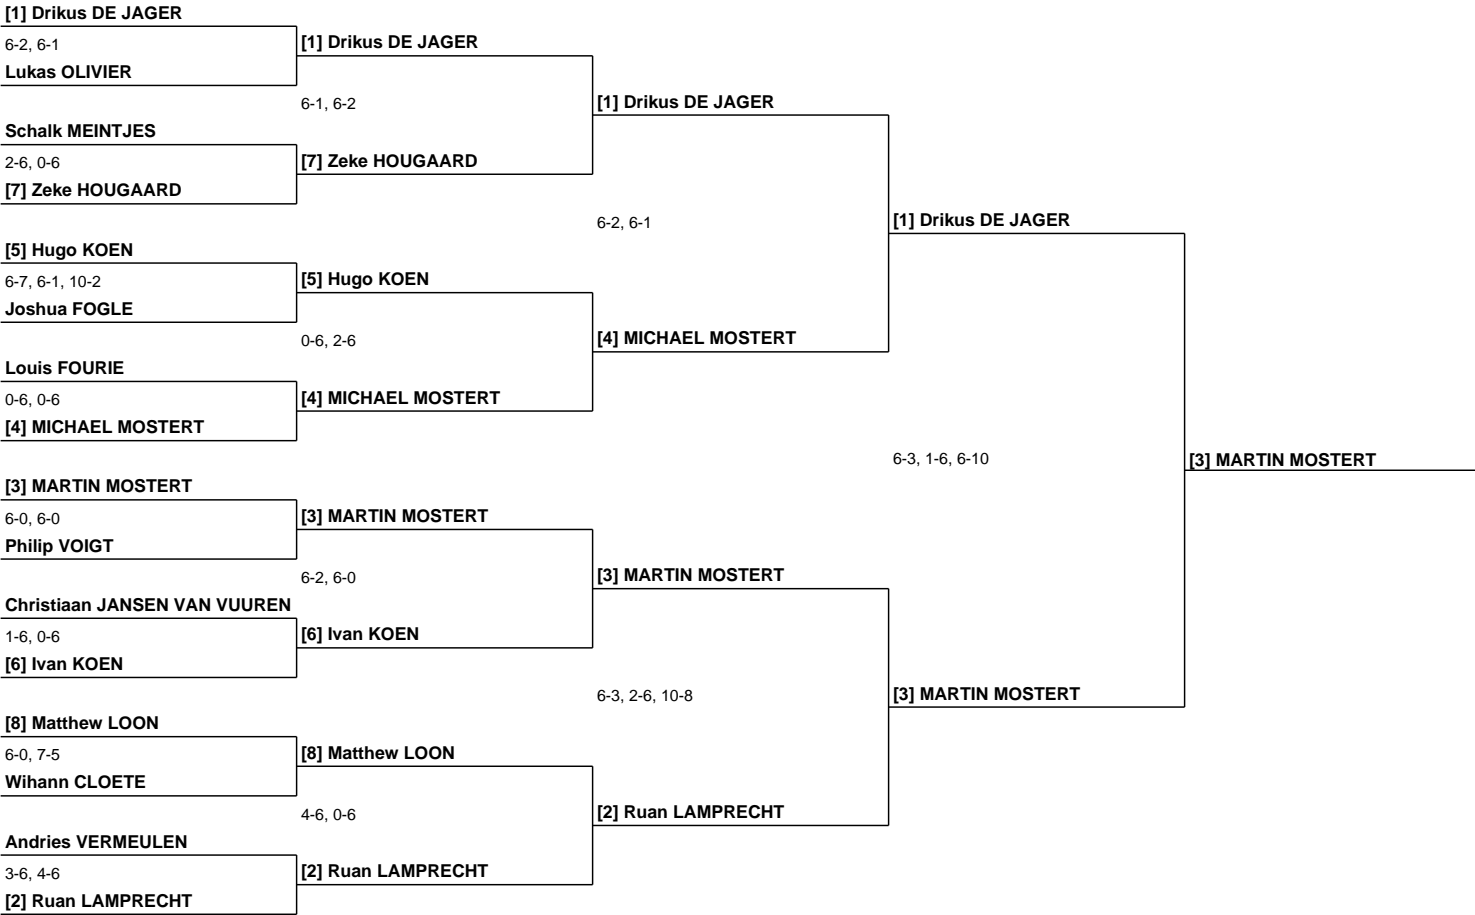 [1] Drikus DE JAGER
6-2, 6-1
Lukas OLIVIER
Schalk MEINTJES
2-6, 0-6
[7] Zeke HOUGAARD
[5] Hugo KOEN
6-7, 6-1, 10-2
Joshua FOGLE
Louis FOURIE
0-6, 0-6
[4] MICHAEL MOSTERT
[3] MARTIN MOSTERT
6-0, 6-0
Philip VOIGT
Christiaan JANSEN VAN VUUREN
1-6, 0-6
[6] Ivan KOEN
[8] Matthew LOON
6-0, 7-5
Wihann CLOETE
Andries VERMEULEN
3-6, 4-6
[2] Ruan LAMPRECHT
[1] Drikus DE JAGER
6-1, 6-2
[7] Zeke HOUGAARD
[5] Hugo KOEN
0-6, 2-6
[4] MICHAEL MOSTERT
[3] MARTIN MOSTERT
6-2, 6-0
[6] Ivan KOEN
[8] Matthew LOON
4-6, 0-6
[2] Ruan LAMPRECHT
[1] Drikus DE JAGER
6-2, 6-1
[4] MICHAEL MOSTERT
[3] MARTIN MOSTERT
6-3, 2-6, 10-8
[2] Ruan LAMPRECHT
[1] Drikus DE JAGER
6-3, 1-6, 6-10
[3] MARTIN MOSTERT
[3] MARTIN MOSTERT